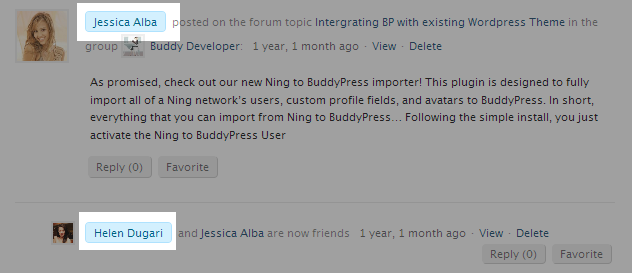 Jessica Alba posted on the forum topic Intergrating BP with existing Wordpress Theme in the
group Buddy Developer: 1 year, 1 month ago · View · Delete
As promised, check out our new Ning to BuddyPress importer! This plugin is designed to fully
import all of a Ning network's users, custom profile fields, and avatars to BuddyPress. In short,
everything that you can import from Ning to BuddyPress... Following the simple install, you just
activate the Ning to BuddyPress User
Reply (0) Favorite
Helen Dugari and Jessica Alba are now friends 1 year, 1 month ago · View · Delete
Reply (0) Favorite